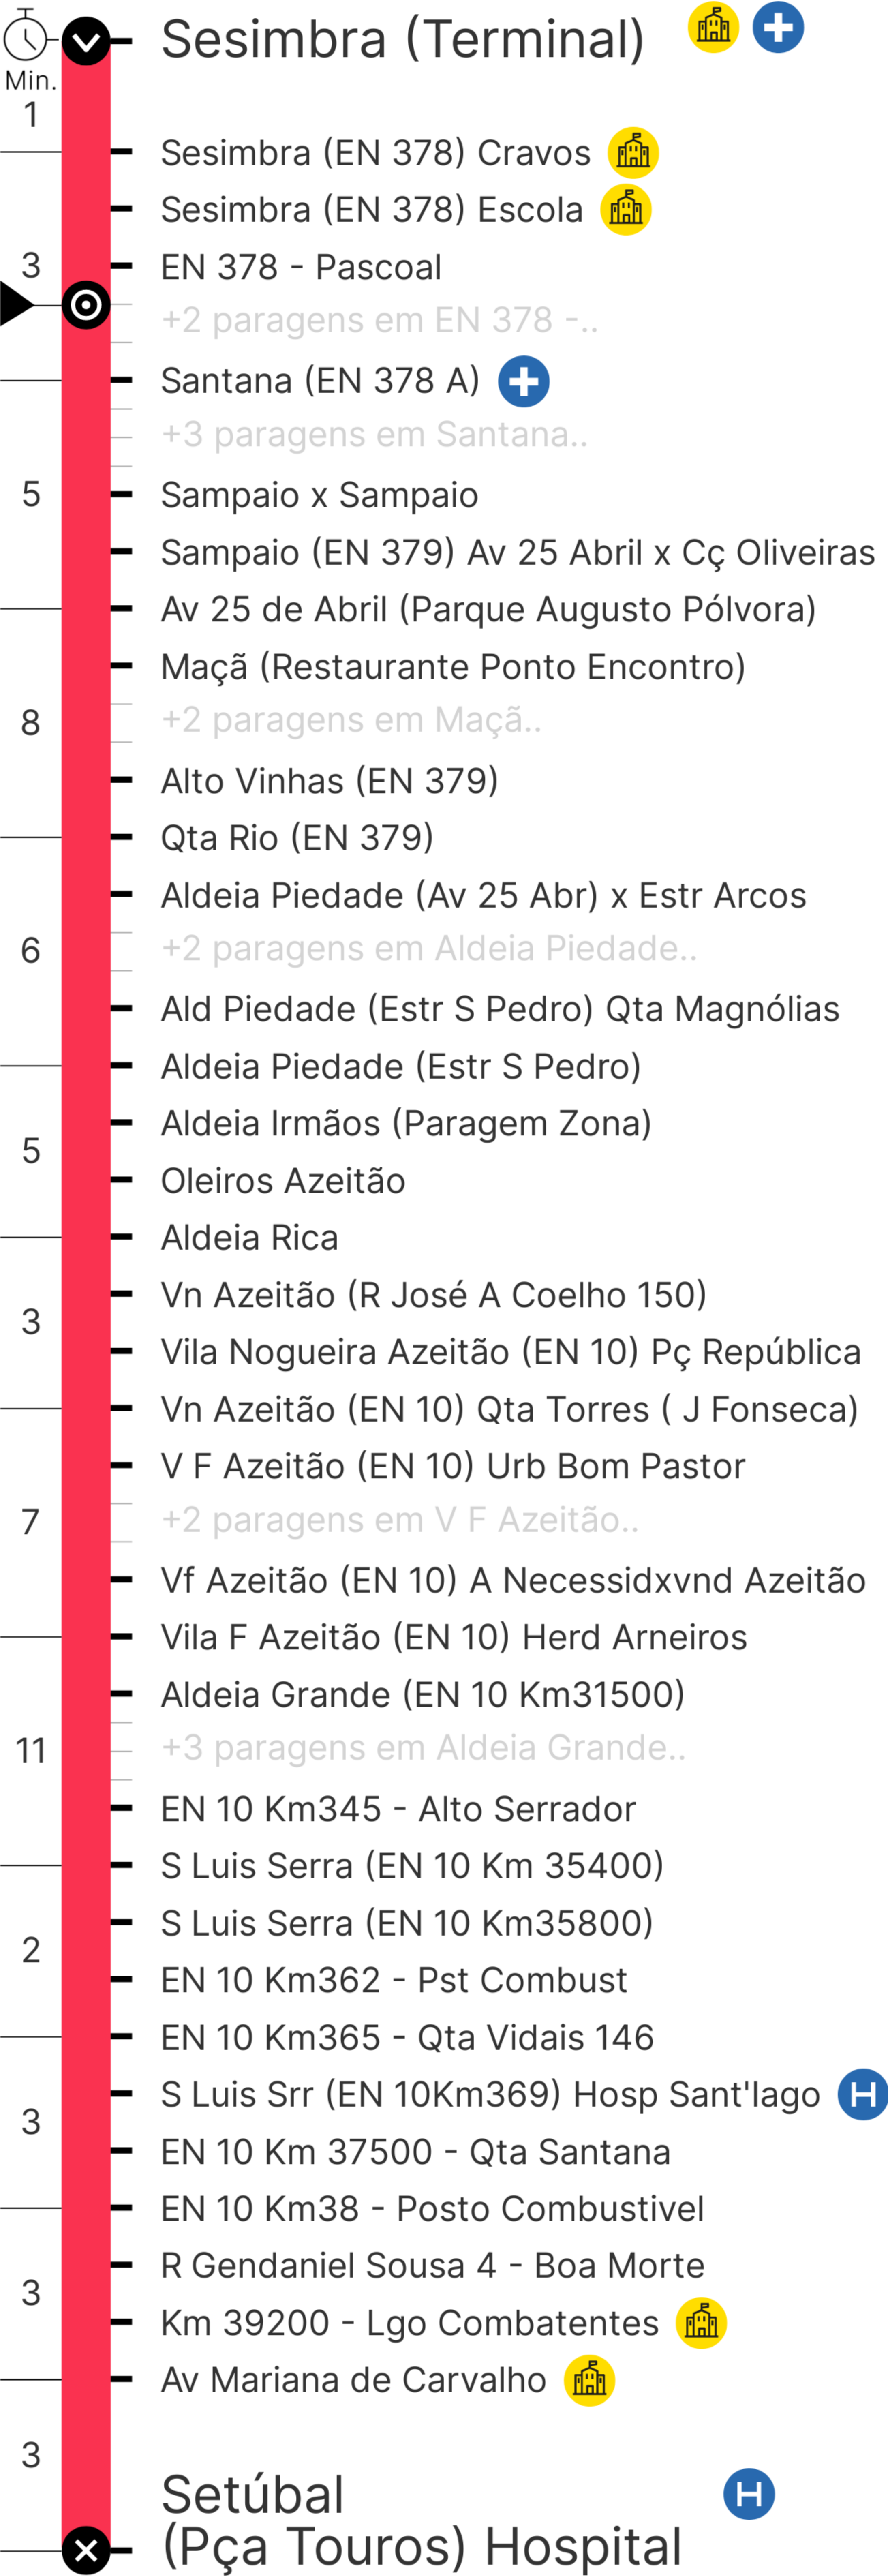 Sesimbra (Terminal)
Min.
1
Sesimbra (EN 378) Cravos
Sesimbra (EN 378) Escola
3
EN 378 - Pascoal
+2 paragens em EN 378 -..
Santana (EN 378 A)
+3 paragens em Santana..
5
Sampaio x Sampaio
Sampaio (EN 379) Av 25 Abril x Cç Oliveiras
Av 25 de Abril (Parque Augusto Pólvora)
Maçã (Restaurante Ponto Encontro)
8
+2 paragens em Maçã..
Alto Vinhas (EN 379)
Qta Rio (EN 379)
Aldeia Piedade (Av 25 Abr) x Estr Arcos
6
+2 paragens em Aldeia Piedade..
Ald Piedade (Estr S Pedro) Qta Magnólias
Aldeia Piedade (Estr S Pedro)
Aldeia Irmãos (Paragem Zona)
5
Oleiros Azeitão
Aldeia Rica
Vn Azeitão (R José A Coelho 150)
3
Vila Nogueira Azeitão (EN 10) Pç República
Vn Azeitão (EN 10) Qta Torres ( J Fonseca)
V F Azeitão (EN 10) Urb Bom Pastor
7
+2 paragens em V F Azeitão..
Vf Azeitão (EN 10) A Necessidxvnd Azeitão
Vila F Azeitão (EN 10) Herd Arneiros
Aldeia Grande (EN 10 Km31500)
11
+3 paragens em Aldeia Grande..
EN 10 Km345 - Alto Serrador
S Luis Serra (EN 10 Km 35400)
S Luis Serra (EN 10 Km35800)
2
EN 10 Km362 - Pst Combust
EN 10 Km365 - Qta Vidais 146
S Luis Srr (EN 10Km369) Hosp Sant'Iago H
3
EN 10 Km 37500 - Qta Santana
EN 10 Km38 - Posto Combustivel
R Gendaniel Sousa 4 - Boa Morte
3
Km 39200 - Lgo Combatentes
Av Mariana de Carvalho
3
Setúbal H
(Pça Touros) Hospital